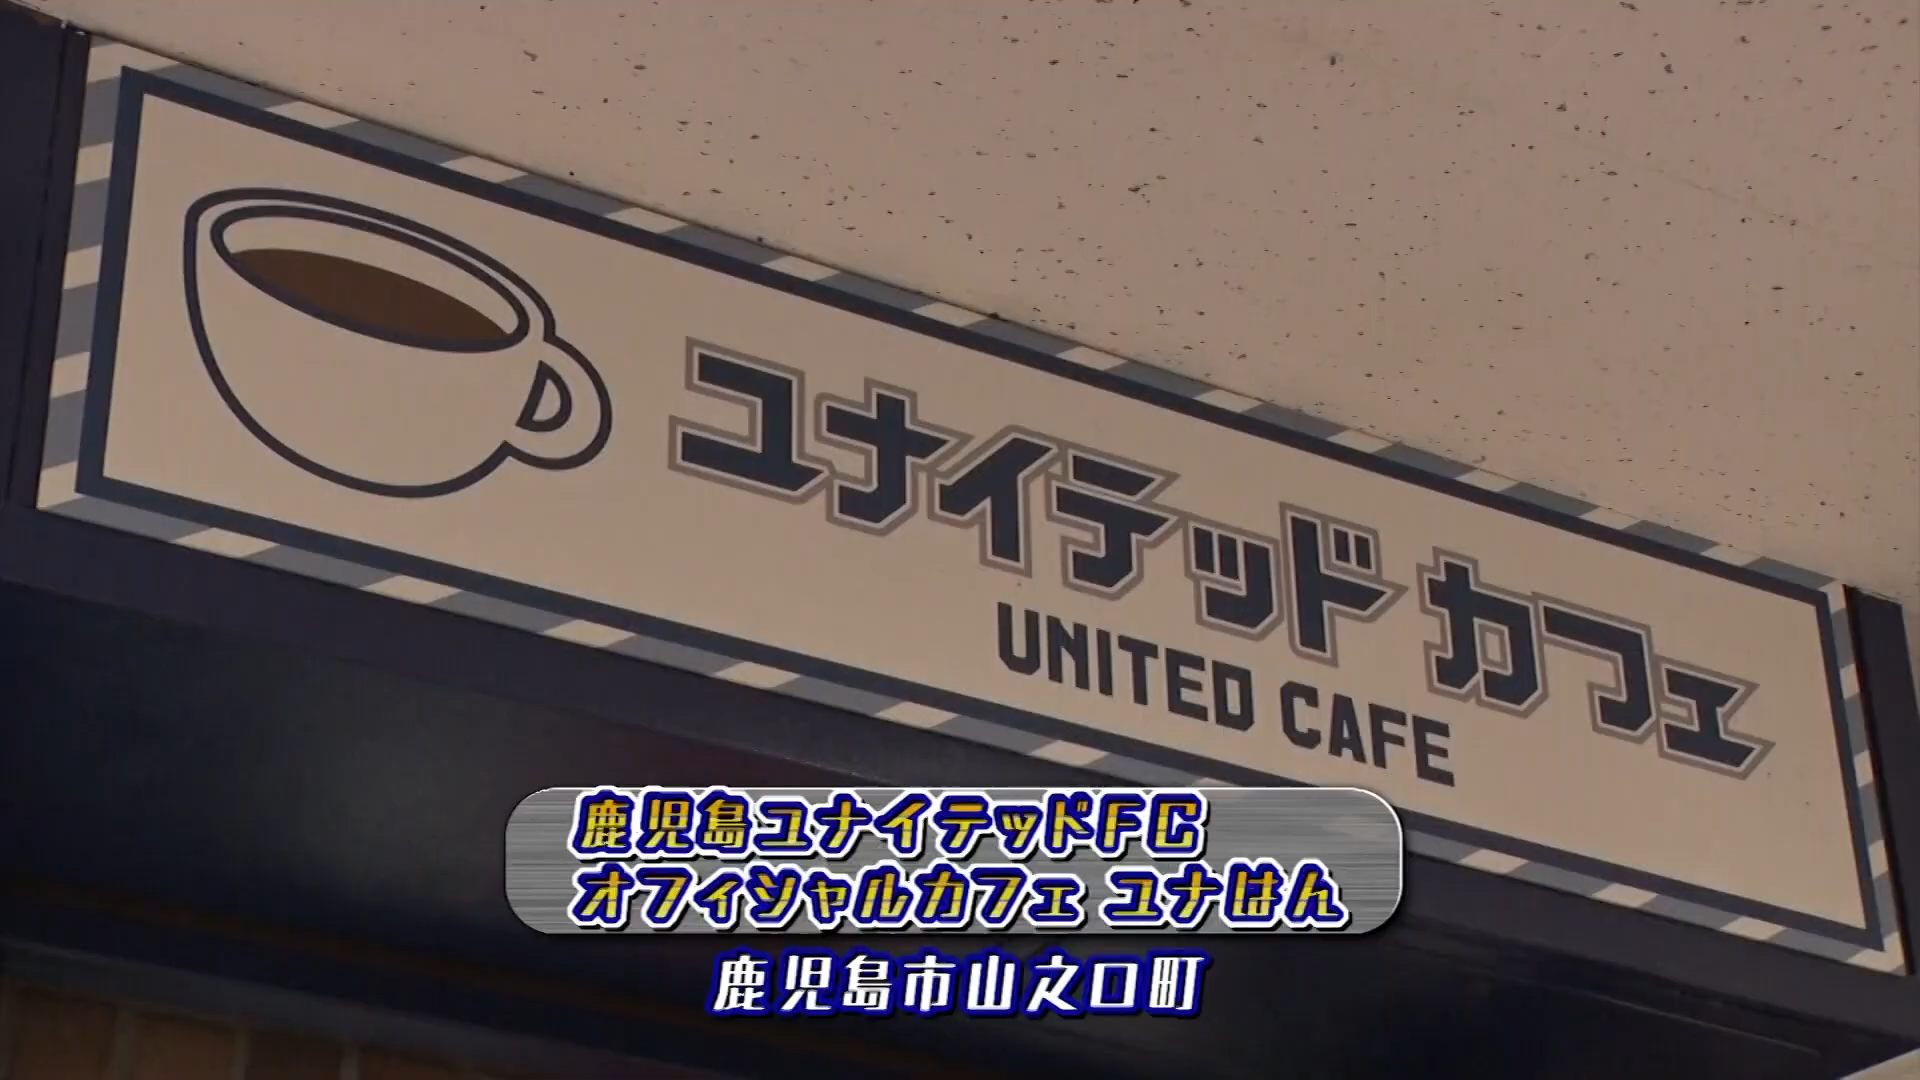 ユナイテッド カフェ
UNITED CAFE
鹿児島ユナイテッドFC
オフィシャルカフェ ユナはん
鹿児島市山之口町